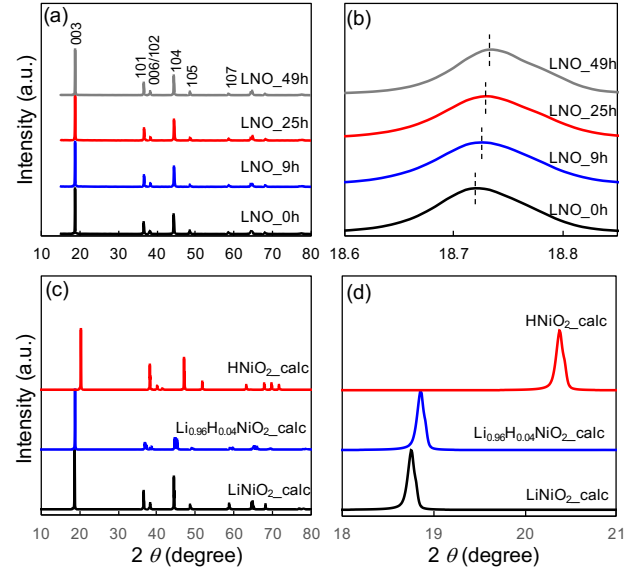 (a)
003
101
006/102
104
105
107
LNO_49h
LNO_25h
LNO_9h
LNO_0h
Intensity (a.u.)
10 20 30 40 50 60 70 80
(b)
LNO_49h
LNO_25h
LNO_9h
LNO_0h
18.6 18.7 18.8
(c)
HNiO₂_calc
Li₀.₉₆H₀.₀₄NiO₂_calc
LiNiO₂_calc
Intensity (a.u.)
10 20 30 40 50 60 70 80
2 θ (degree)
(d)
HNiO₂_calc
Li₀.₉₆H₀.₀₄NiO₂_calc
LiNiO₂_calc
18 19 20 21
2 θ (degree)